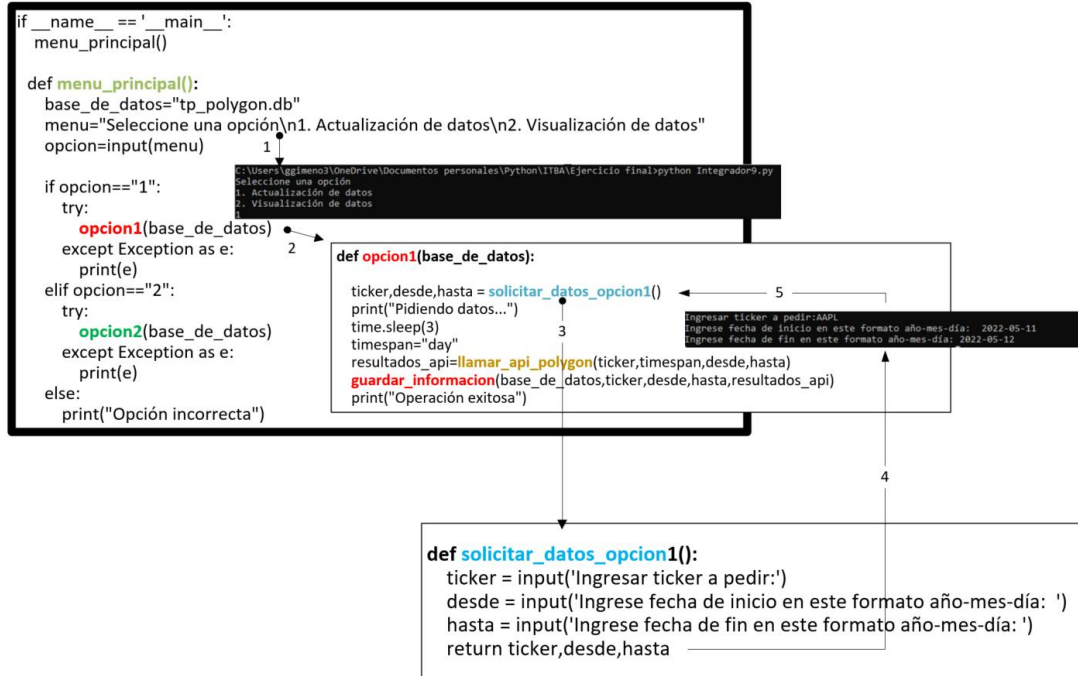 if __name__ == '__main__':
menu_principal()
def menu_principal():
base_de_datos="tp_polygon.db"
menu="Seleccione una opción\n1. Actualización de datos\n2. Visualización de datos"
opcion=input(menu)
1
C:\Users\ggimeno3\OneDrive\Documentos personales\Python\ITBA\Ejercicio final>python Integrador9.py
Seleccione una opción
1. Actualización de datos
2. Visualización de datos
1
if opcion=="1":
try:
opcion1(base_de_datos)
except Exception as e:
print(e)
elif opcion=="2":
try:
opcion2(base_de_datos)
except Exception as e:
print(e)
else:
print("Opción incorrecta")
2
def opcion1(base_de_datos):
ticker,desde,hasta = solicitar_datos_opcion1()
print("Pidiendo datos...")
time.sleep(3)
timespan="day"
resultados_api=llamar_api_polygon(ticker,timespan,desde,hasta)
guardar_informacion(base_de_datos,ticker,desde,hasta,resultados_api)
print("Operación exitosa")
3
5
Ingresar ticker a pedir:AAPL
Ingrese fecha de inicio en este formato año-mes-día:  2022-05-11
Ingrese fecha de fin en este formato año-mes-día: 2022-05-12
4
def solicitar_datos_opcion1():
ticker = input('Ingresar ticker a pedir:')
desde = input('Ingrese fecha de inicio en este formato año-mes-día:  ')
hasta = input('Ingrese fecha de fin en este formato año-mes-día: ')
return ticker,desde,hasta